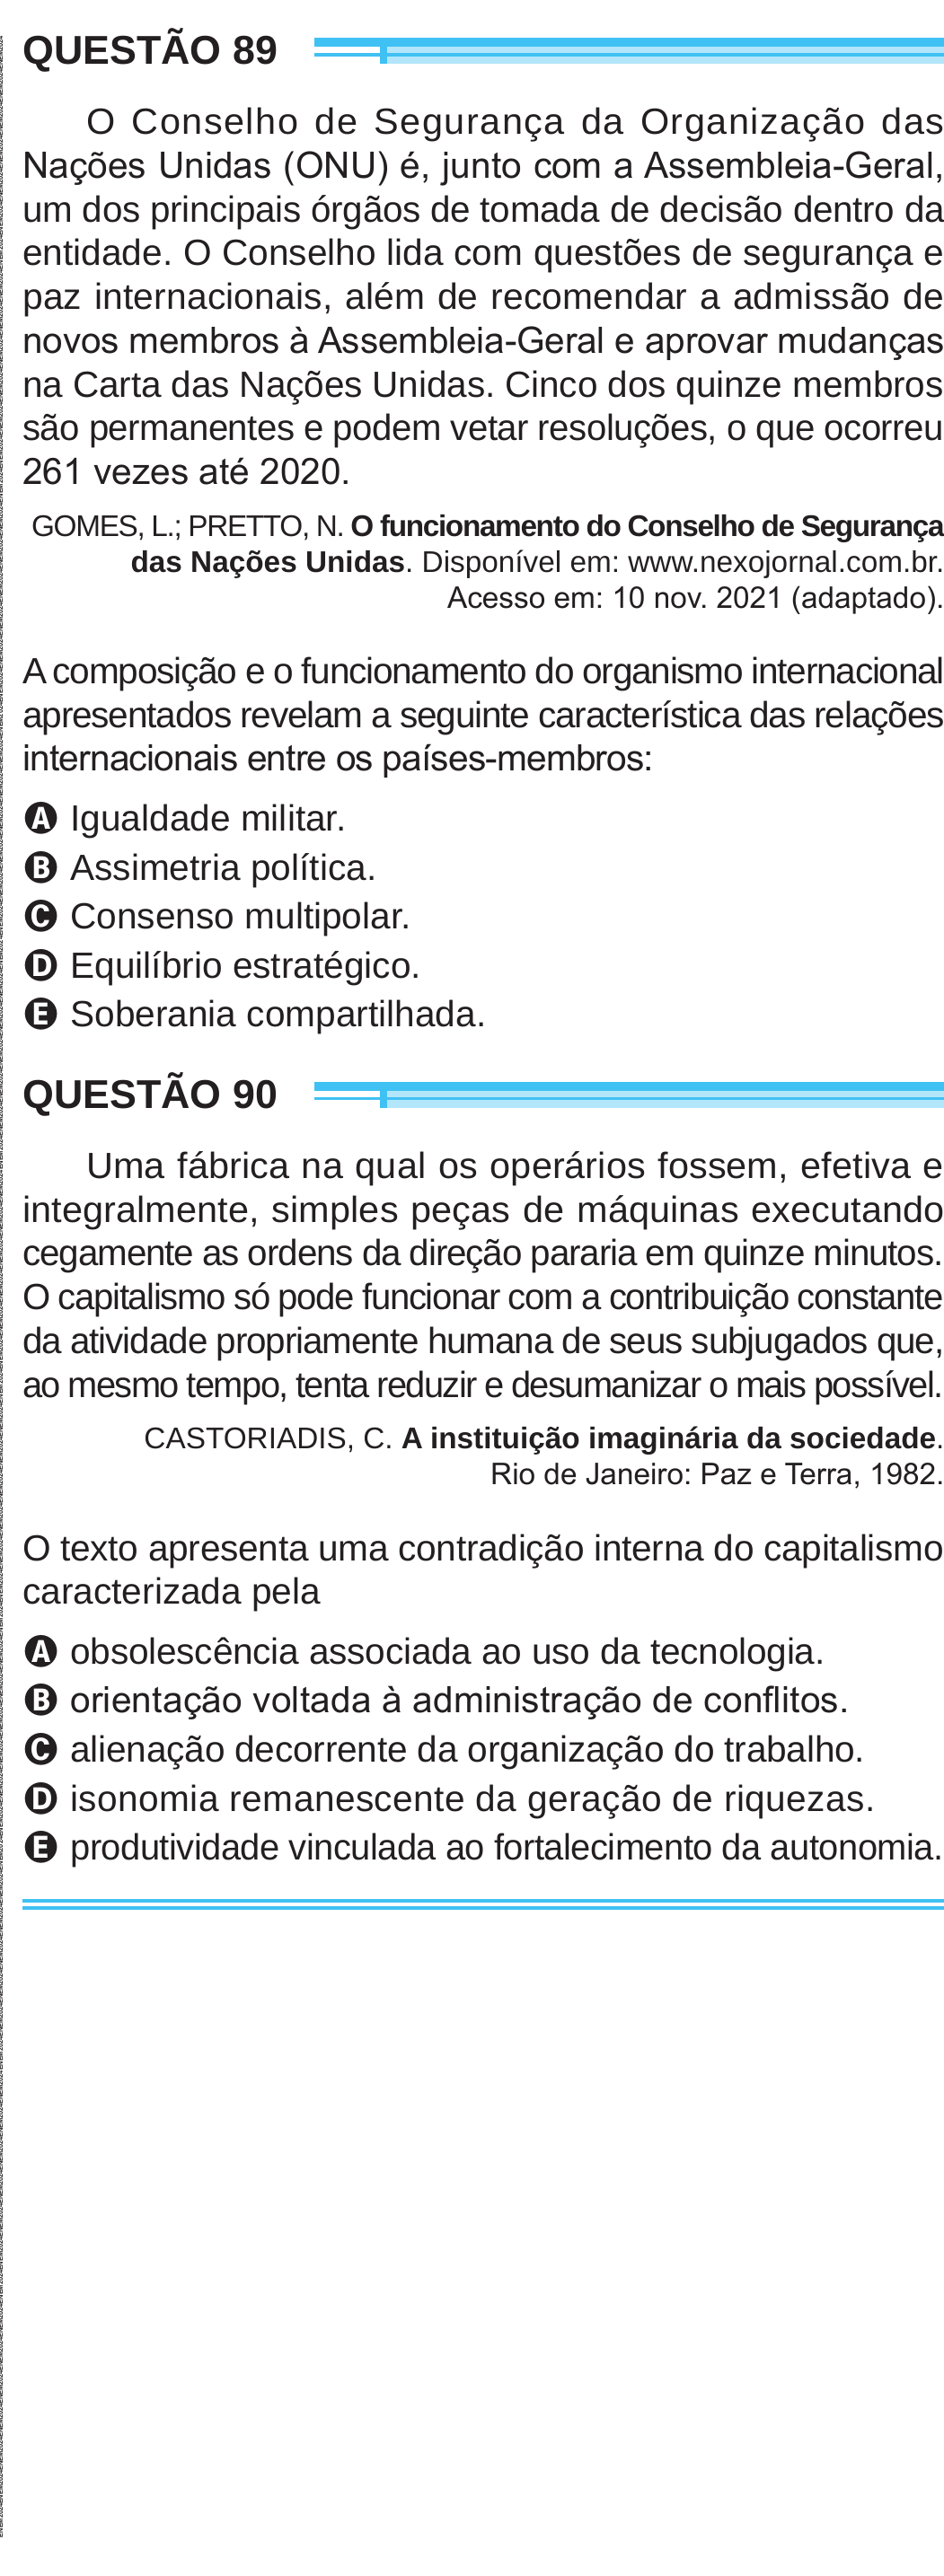 QUESTÃO 89
O Conselho de Segurança da Organização das
Nações Unidas (ONU) é, junto com a Assembleia-Geral,
um dos principais órgãos de tomada de decisão dentro da
entidade. O Conselho lida com questões de segurança e
paz internacionais, além de recomendar a admissão de
novos membros à Assembleia-Geral e aprovar mudanças
na Carta das Nações Unidas. Cinco dos quinze membros
são permanentes e podem vetar resoluções, o que ocorreu
261 vezes até 2020.
GOMES, L.; PRETTO, N. O funcionamento do Conselho de Segurança
das Nações Unidas. Disponível em: www.nexojornal.com.br.
Acesso em: 10 nov. 2021 (adaptado).
A composição e o funcionamento do organismo internacional
apresentados revelam a seguinte característica das relações
internacionais entre os países-membros:
A Igualdade militar.
B Assimetria política.
C Consenso multipolar.
D Equilíbrio estratégico.
E Soberania compartilhada.
QUESTÃO 90
Uma fábrica na qual os operários fossem, efetiva e
integralmente, simples peças de máquinas executando
cegamente as ordens da direção pararia em quinze minutos.
O capitalismo só pode funcionar com a contribuição constante
da atividade propriamente humana de seus subjugados que,
ao mesmo tempo, tenta reduzir e desumanizar o mais possível.
CASTORIADIS, C. A instituição imaginária da sociedade.
Rio de Janeiro: Paz e Terra, 1982.
O texto apresenta uma contradição interna do capitalismo
caracterizada pela
A obsolescência associada ao uso da tecnologia.
B orientação voltada à administração de conflitos.
C alienação decorrente da organização do trabalho.
D isonomia remanescente da geração de riquezas.
E produtividade vinculada ao fortalecimento da autonomia.